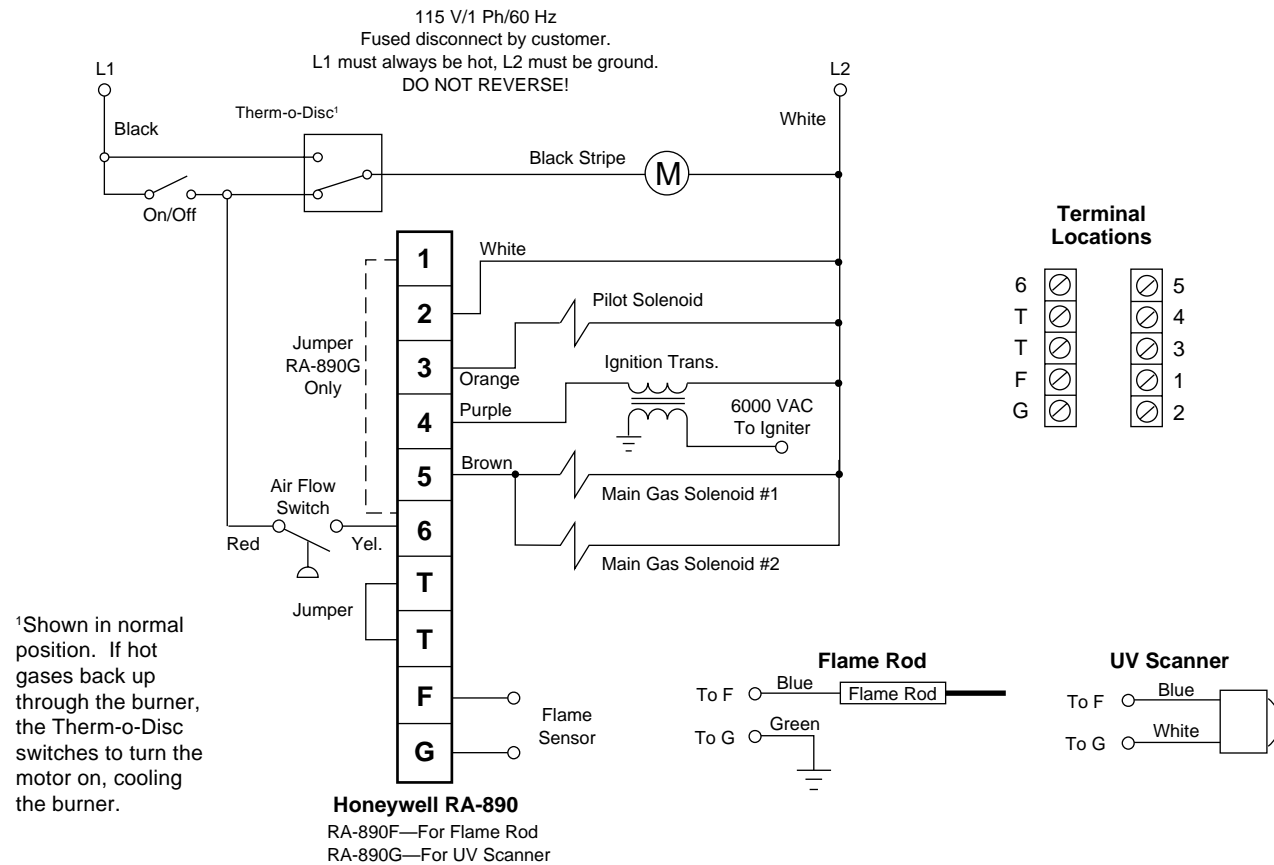 115 V/1 Ph/60 Hz
Fused disconnect by customer.
L1 must always be hot, L2 must be ground.
DO NOT REVERSE!
L1
L2
Black
Therm-o-Disc¹
White
Black Stripe
M
On/Off
1
White
2
Pilot Solenoid
Jumper
RA-890G
Only
3
Orange
Ignition Trans.
4
Purple
6000 VAC
To Igniter
5
Brown
Main Gas Solenoid #1
Air Flow
Switch
6
Red
Yel.
Main Gas Solenoid #2
T
Jumper
T
F
Flame
Sensor
G
Honeywell RA-890
RA-890F—For Flame Rod
RA-890G—For UV Scanner
¹Shown in normal
position. If hot
gases back up
through the burner,
the Therm-o-Disc
switches to turn the
motor on, cooling
the burner.
Terminal
Locations
6 5
T 4
T 3
F 1
G 2
Flame Rod
To F Blue Flame Rod
To G Green
UV Scanner
To F Blue
To G White